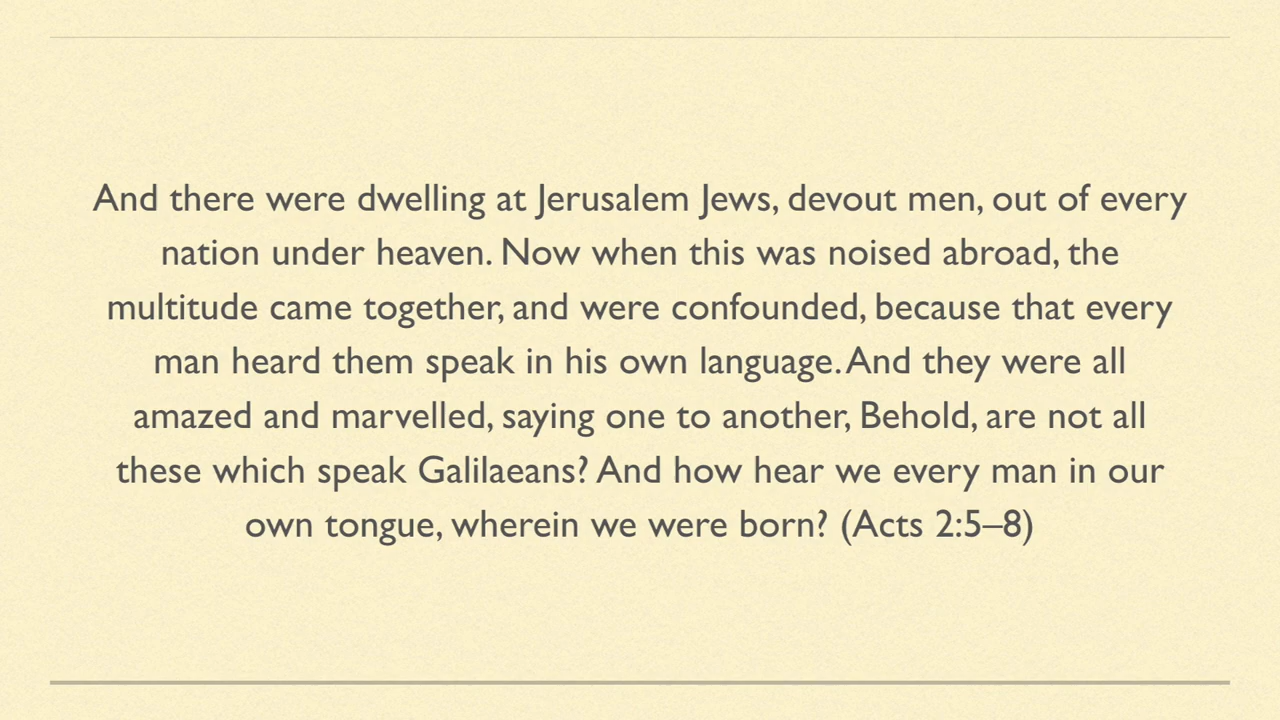 And there were dwelling at Jerusalem Jews, devout men, out of every
nation under heaven. Now when this was noised abroad, the
multitude came together, and were confounded, because that every
man heard them speak in his own language. And they were all
amazed and marvelled, saying one to another, Behold, are not all
these which speak Galilaeans? And how hear we every man in our
own tongue, wherein we were born? (Acts 2:5–8)